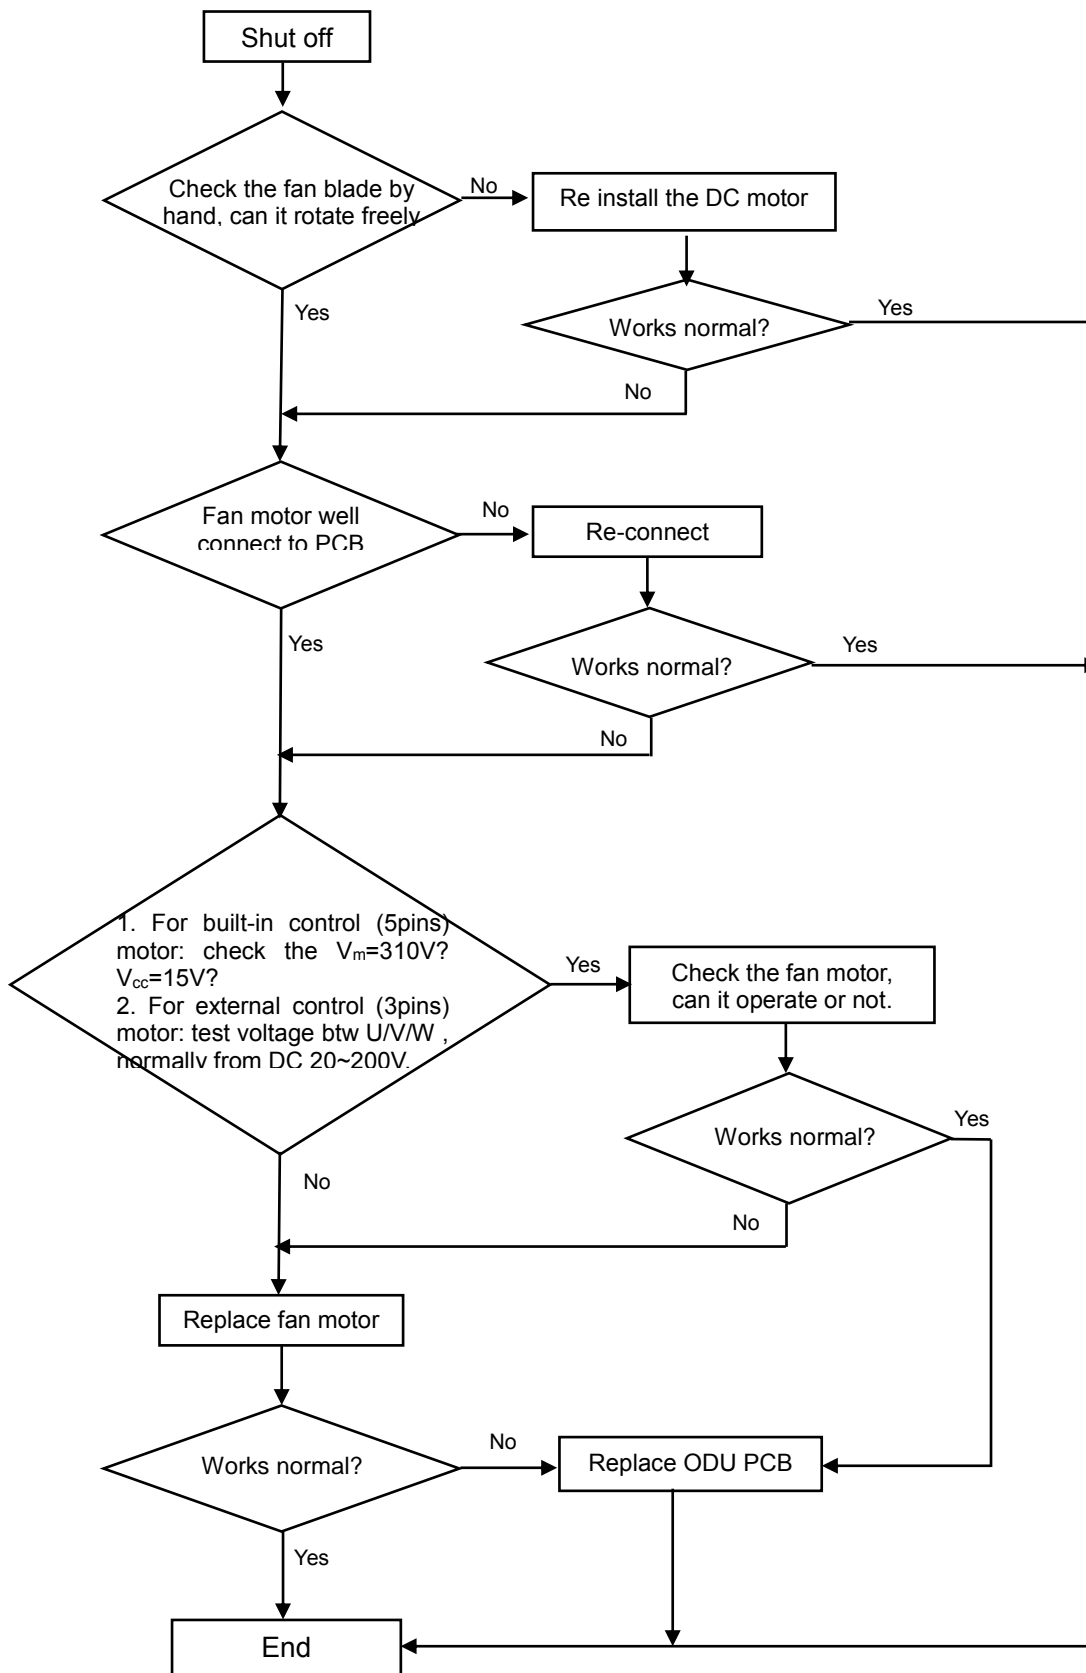 Shut off
Check the fan blade by
hand, can it rotate freely
No
Re install the DC motor
Yes
Works normal?
Yes
No
Fan motor well
connect to PCB
No
Re-connect
Yes
Works normal?
Yes
No
1. For built-in control (5pins)
motor: check the Vm=310V?
Vcc=15V?
2. For external control (3pins)
motor: test voltage btw U/V/W ,
normally from DC 20~200V.
Yes
Check the fan motor,
can it operate or not.
Works normal?
Yes
No
No
Replace fan motor
Works normal?
No
Replace ODU PCB
Yes
End